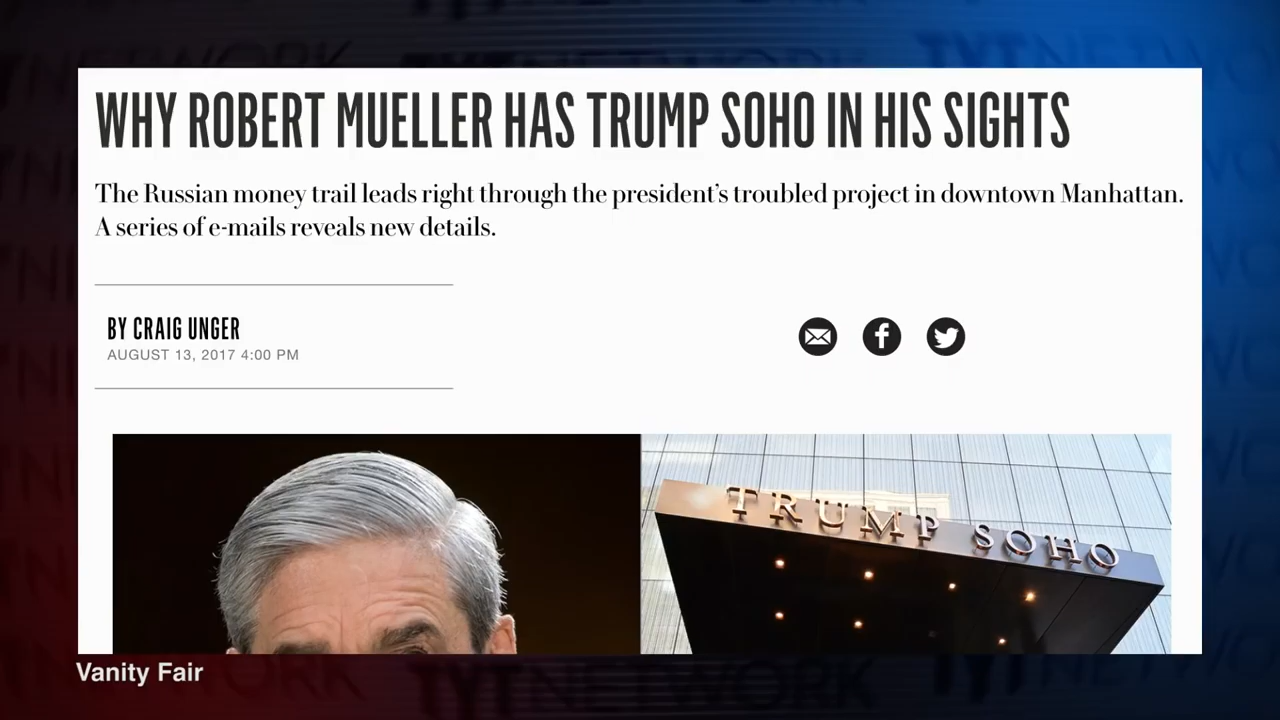 WHY ROBERT MUELLER HAS TRUMP SOHO IN HIS SIGHTS
The Russian money trail leads right through the president’s troubled project in downtown Manhattan.
A series of e-mails reveals new details.
BY CRAIG UNGER
AUGUST 13, 2017 4:00 PM
f
TRUMP SOHO
Vanity Fair
TYT NETWORK